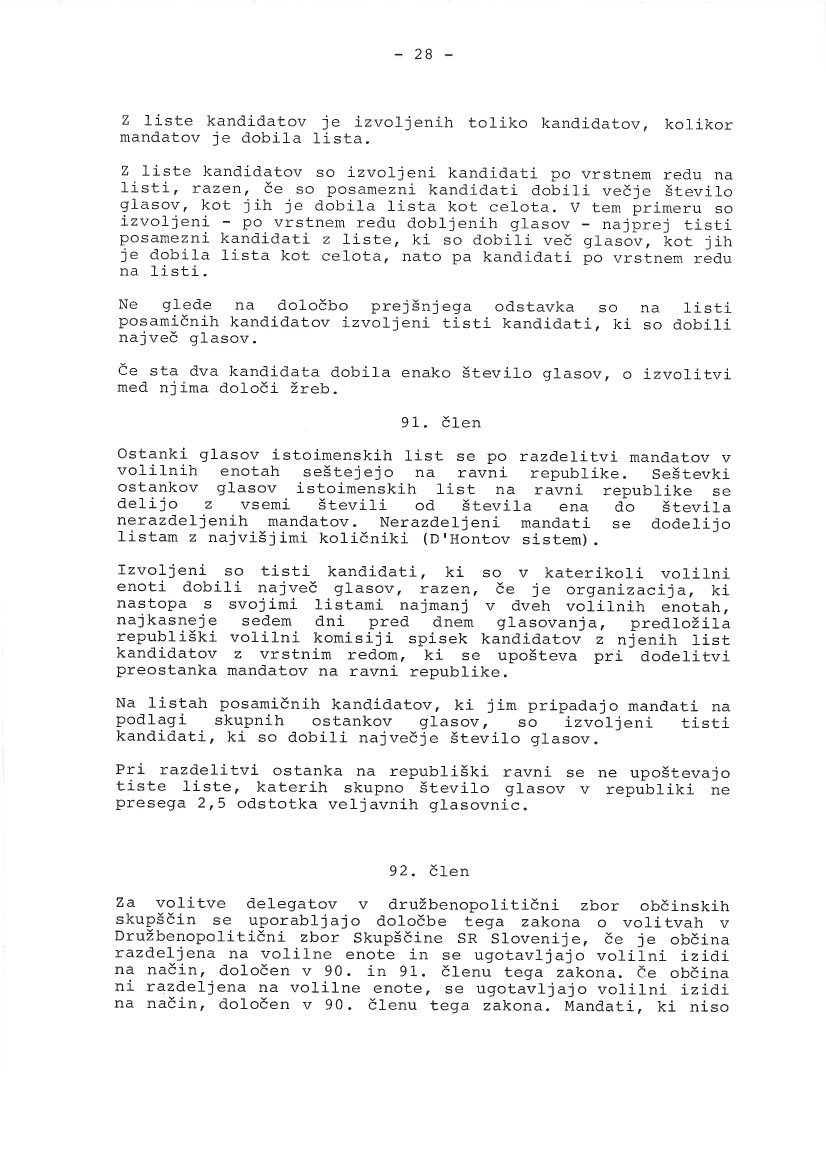 - 28 -
Z liste kandidatov je izvoljenih toliko kandidatov, kolikor
mandatov je dobila lista.
Z liste kandidatov so izvoljeni kandidati po vrstnem redu na
listi, razen, če so posamezni kandidati dobili večje število
glasov, kot jih je dobila lista kot celota. V tem primeru so
izvoljeni - po vrstnem redu dobljenih glasov - najprej tisti
posamezni kandidati z liste, ki so dobili več glasov, kot jih
je dobila lista kot celota, nato pa kandidati po vrstnem redu
na listi.
Ne glede na določbo prejšnjega odstavka so na listi
posamičnih kandidatov izvoljeni tisti kandidati, ki so dobili
največ glasov.
Če sta dva kandidata dobila enako število glasov, o izvolitvi
med njima določi žreb.
91. člen
Ostanki glasov istoimenskih list se po razdelitvi mandatov v
volilnih enotah seštejejo na ravni republike. Seštevki
ostankov glasov istoimenskih list na ravni republike se
delijo z vsemi števili od števila ena do števila
nerazdeljenih mandatov. Nerazdeljeni mandati se dodelijo
listam z najvišjimi količniki (D'Hontov sistem).
Izvoljeni so tisti kandidati, ki so v katerikoli volilni
enoti dobili največ glasov, razen, če je organizacija, ki
nastopa s svojimi listami najmanj v dveh volilnih enotah,
najkasneje sedem dni pred dnem glasovanja, predložila
republiški volilni komisiji spisek kandidatov z njenih list
kandidatov z vrstnim redom, ki se upošteva pri dodelitvi
preostanka mandatov na ravni republike.
Na listah posamičnih kandidatov, ki jim pripadajo mandati na
podlagi skupnih ostankov glasov, so izvoljeni tisti
kandidati, ki so dobili največje število glasov.
Pri razdelitvi ostanka na republiški ravni se ne upoštevajo
tiste liste, katerih skupno število glasov v republiki ne
presega 2,5 odstotka veljavnih glasovnic.
92. člen
Za volitve delegatov v družbenopolitični zbor občinskih
skupščin se uporabljajo določbe tega zakona o volitvah v
Družbenopolitični zbor Skupščine SR Slovenije, če je občina
razdeljena na volilne enote in se ugotavljajo volilni izidi
na način, določen v 90. in 91. členu tega zakona. Če občina
ni razdeljena na volilne enote, se ugotavljajo volilni izidi
na način, določen v 90. členu tega zakona. Mandati, ki niso